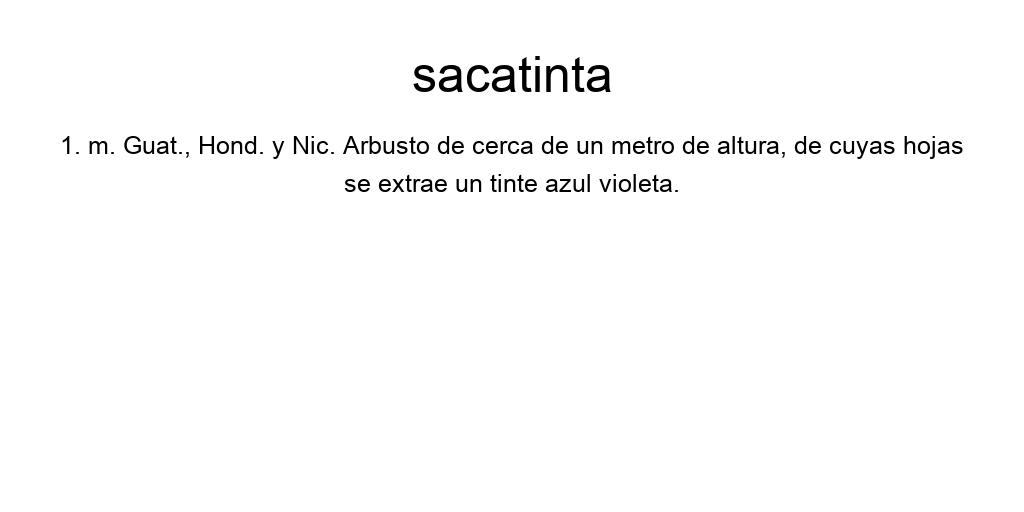 sacatinta
1. m. Guat., Hond. y Nic. Arbusto de cerca de un metro de altura, de cuyas hojas
se extrae un tinte azul violeta.